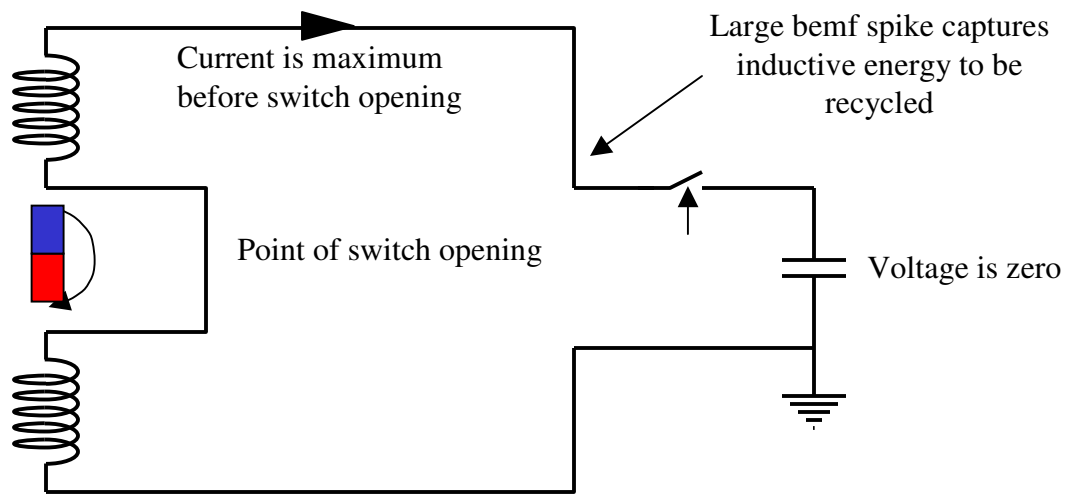 Large bemf spike captures
inductive energy to be
recycled
Current is maximum
before switch opening
Point of switch opening
Voltage is zero